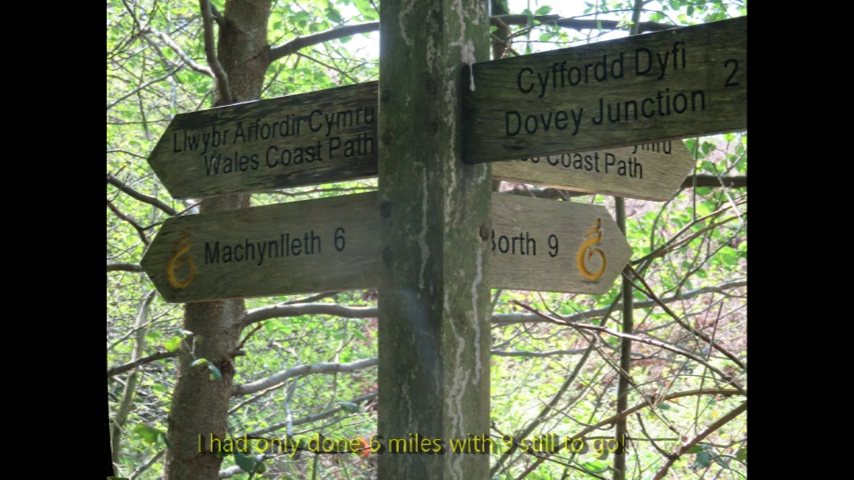 Cyffordd Dyfi
Dovey Junction 2
Llwybr Arfordir Cymru
Wales Coast Path
Coast Path
Machynlleth 6
Borth 9
I had only done 6 miles with 9 still to go!